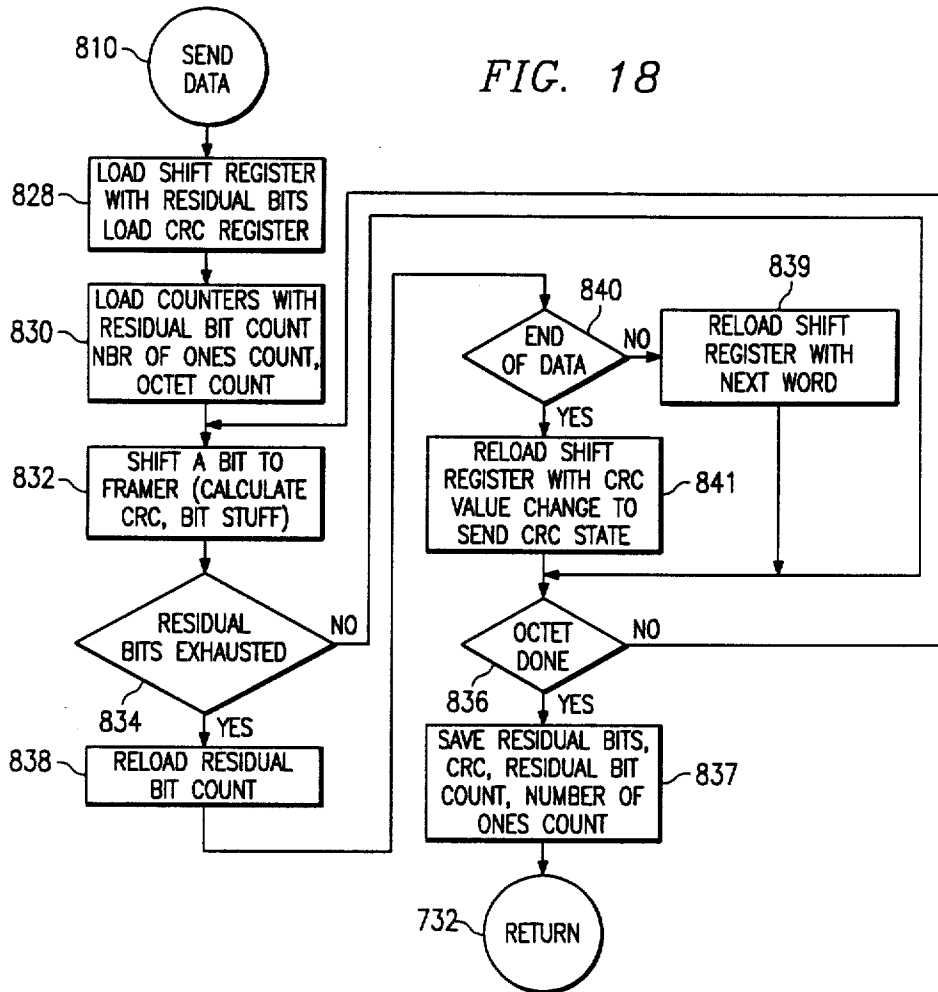 FIG. 18
810
SEND
DATA
828
LOAD SHIFT REGISTER
WITH RESIDUAL BITS
LOAD CRC REGISTER
830
LOAD COUNTERS WITH
RESIDUAL BIT COUNT
NBR OF ONES COUNT,
OCTET COUNT
832
SHIFT A BIT TO
FRAMER (CALCULATE
CRC, BIT STUFF)
RESIDUAL
BITS EXHAUSTED
NO
834
YES
838
RELOAD RESIDUAL
BIT COUNT
840
END
OF DATA
NO
YES
839
RELOAD SHIFT
REGISTER WITH
NEXT WORD
RELOAD SHIFT
REGISTER WITH CRC
VALUE CHANGE TO
SEND CRC STATE
841
OCTET
DONE
NO
836
YES
SAVE RESIDUAL BITS,
CRC, RESIDUAL BIT
COUNT, NUMBER OF
ONES COUNT
837
732
RETURN